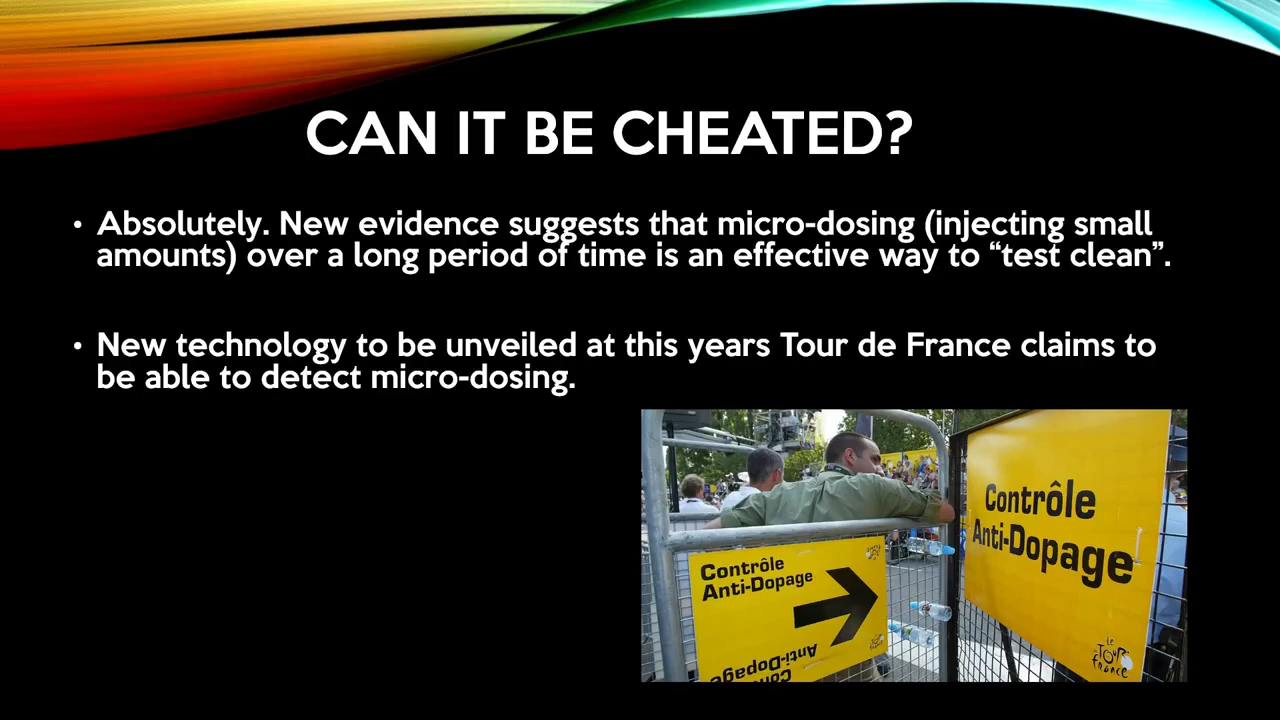 CAN IT BE CHEATED?
• Absolutely. New evidence suggests that micro-dosing (injecting small
amounts) over a long period of time is an effective way to “test clean”.
• New technology to be unveiled at this years Tour de France claims to
be able to detect micro-dosing.
Contrôle
Anti-Dopage
Contrôle
Anti-Dopage
Anti-Dopage
le
TOUR
de
france